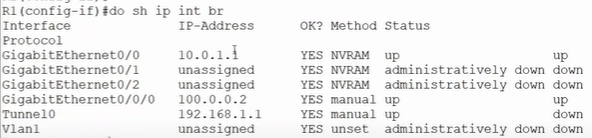 R1(config-if)#do sh ip int br
Interface IP-Address OK? Method Status
Protocol
GigabitEthernet0/0 10.0.1.1 YES NVRAM up up
GigabitEthernet0/1 unassigned YES NVRAM administratively down down
GigabitEthernet0/2 unassigned YES NVRAM administratively down down
GigabitEthernet0/0/0 100.0.0.2 YES manual up up
Tunnel0 192.168.1.1 YES manual up down
Vlan1 unassigned YES unset administratively down down